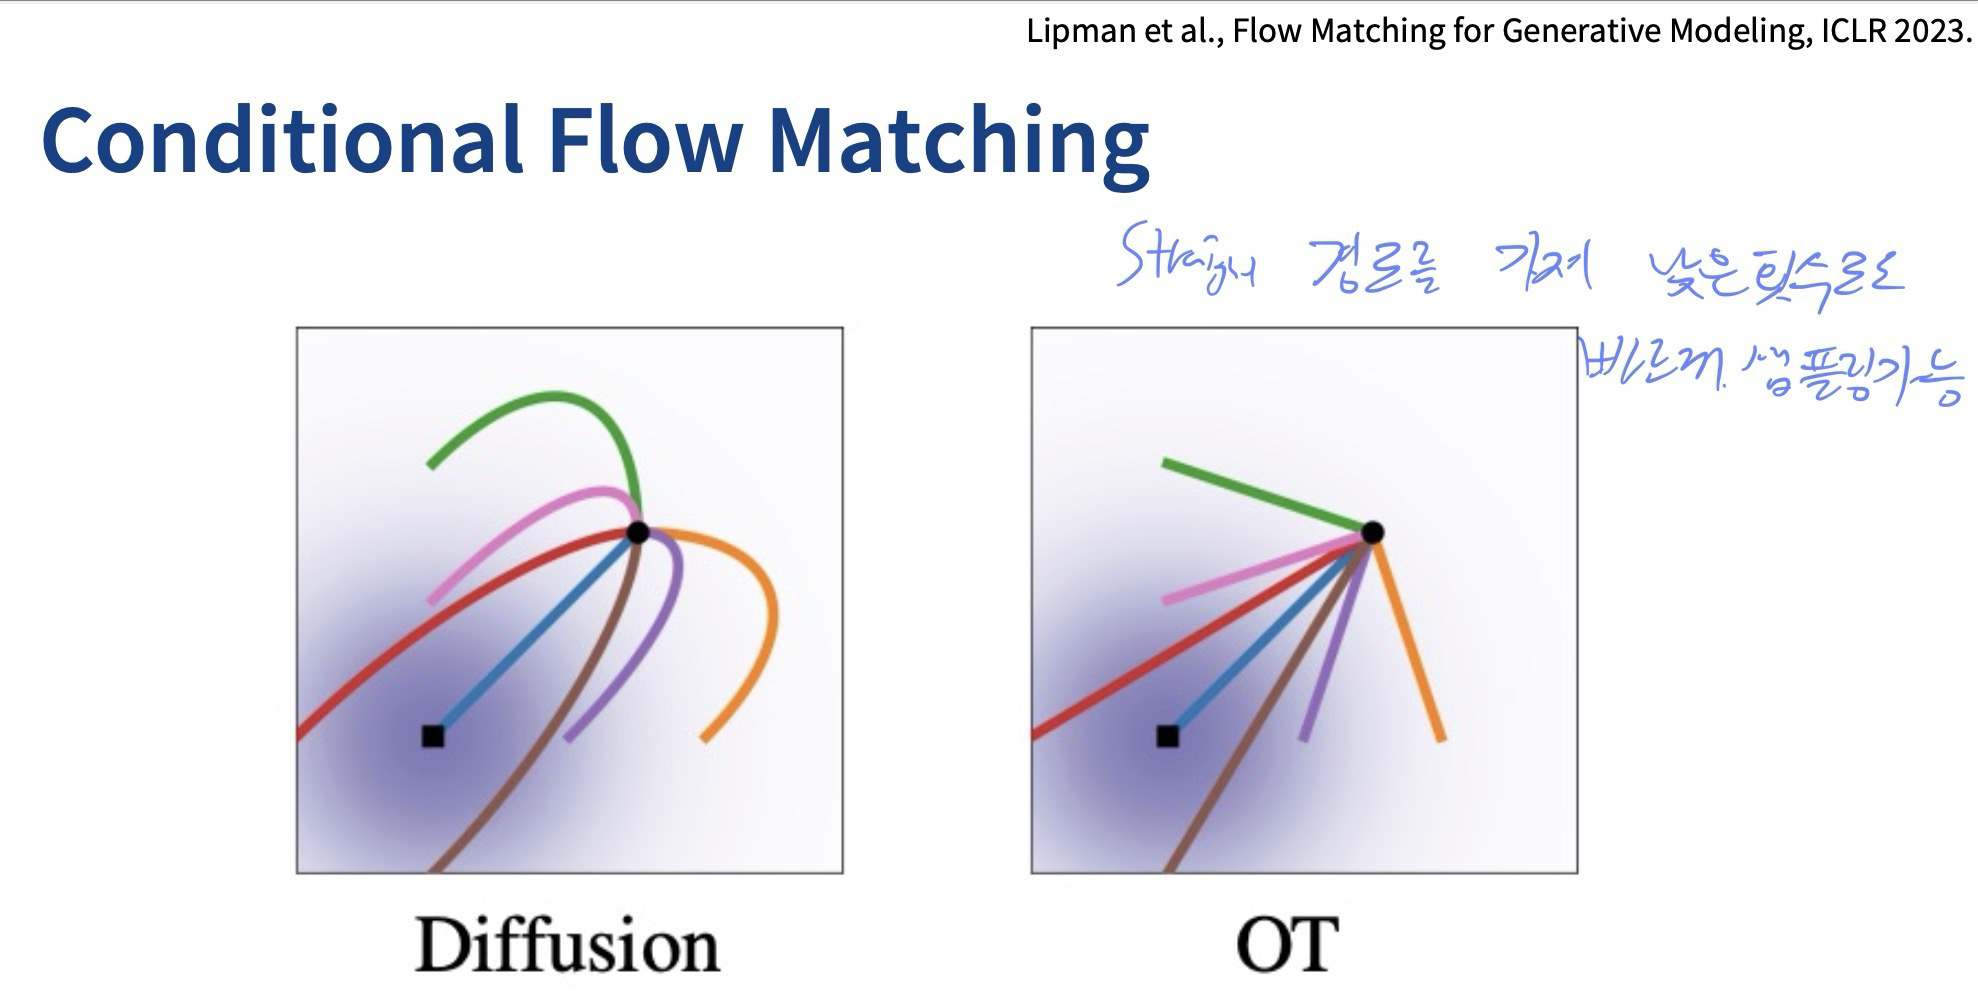 Lipman et al., Flow Matching for Generative Modeling, ICLR 2023.
Conditional Flow Matching
경로를 가져 낮은 횟수로도
빠르게 샘플링가능
Diffusion
OT